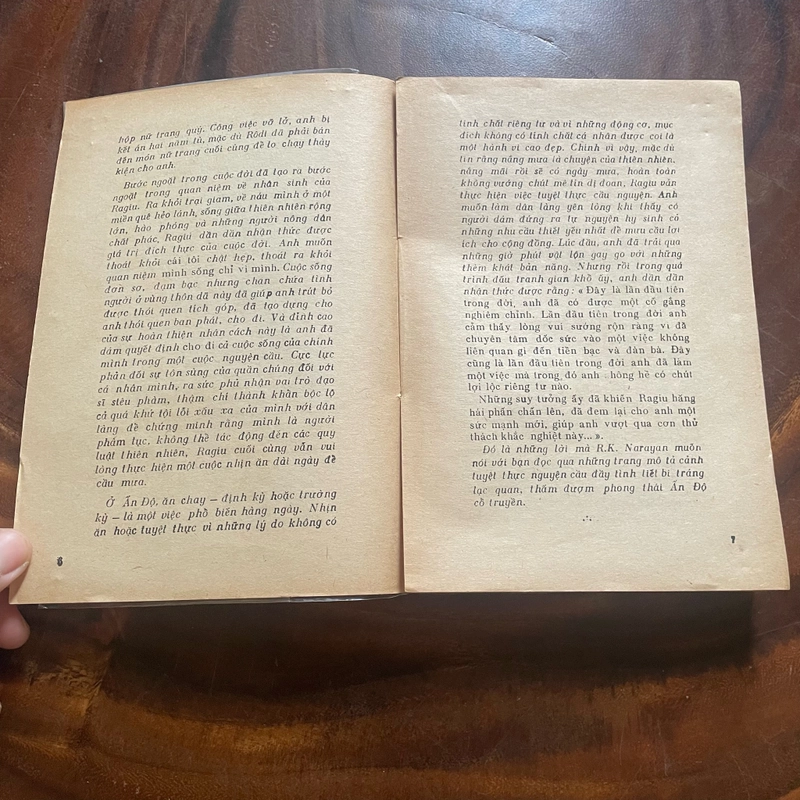 hộp nữ trang quý. Công việc vỡ lở, anh bị
kết án hai năm tù, mặc dù Rôdi đã phải bán
đến món nữ trang cuối cùng để lo chạy thầy
kiện cho anh.
Bước ngoặt trong cuộc đời đã tạo ra bước
ngoặt trong quan niệm về nhân sinh của
Ragiu. Ra khỏi trại giam, về náu mình ở một
miền quê hẻo lánh, sống giữa thiên nhiên rộng
lớn, hào phóng và những người nông dân
chất phác, Ragiu dần dần nhận thức được
giá trị đích thực của cuộc đời. Anh muốn
thoát khỏi cái tôi chật hẹp, thoát ra khỏi
quan niệm mình sống chỉ vì mình. Cuộc sống
đơn sơ, đạm bạc nhưng chan chứa tình
người ở vùng thôn dã này đã giúp anh trút bỏ
được thói quen tích góp, đã tạo dựng cho
anh thói quen ban phát, cho đi. Và đỉnh cao
của sự hoàn thiện nhân cách này là anh đã
dám quyết định cho đi cả cuộc sống của chính
mình trong một cuộc nguyện cầu. Cực lực
phản đối sự tôn sùng của quần chúng đối với
cá nhân mình, ra sức phủ nhận vai trò đạo
sĩ siêu phàm, thậm chí thành khẩn bộc lộ
cả quá khứ tội lỗi xấu xa của mình với dân
làng để chứng minh rằng mình là người
phàm tục, không thể tác động đến các quy
luật thiên nhiên, Ragiu cuối cùng vẫn vui
lòng thực hiện một cuộc nhịn ăn dài ngày để
cầu mưa.
Ở Ấn Độ, ăn chay — định kỳ hoặc trường
kỳ — là một việc phổ biến hàng ngày. Nhịn
ăn hoặc tuyệt thực vì những lý do không có
6
tính chất riêng tư và vì những động cơ, mục
đích không có tính chất cá nhân được coi là
một hành vi cao đẹp. Chính vì vậy, mặc dù
tin rằng nắng mưa là chuyện của thiên nhiên,
nắng mãi rồi sẽ có ngày mưa, hoàn toàn
không vướng chút mê tín dị đoan, Ragiu vẫn
thực hiện việc tuyệt thực cầu nguyện. Anh
muốn làm dân làng yên lòng khi thấy có
người dám đứng ra tự nguyện hy sinh có
những nhu cầu thiết yếu nhất để mưu cầu lợi
ích cho cộng đồng. Lúc đầu, anh đã trải qua
những giờ phút vật lộn gay go với những
thèm khát bản năng. Nhưng rồi trong quá
trình đấu tranh gian khổ ấy, anh dần dần
nhận thức được rằng : « Đây là lần đầu tiên
trong đời, anh đã có được một cố gắng
nghiêm chỉnh. Lần đầu tiên trong đời anh
cảm thấy lòng vui sướng rộn ràng vì đã
chuyên tâm dốc sức vào một việc không
liên quan gì đến tiền bạc và đàn bà. Đây
cũng là lần đầu tiên trong đời anh đã làm
một việc mà trong đó anh hông hề có chút
lợi lộc riêng tư nào.
Những suy tưởng ấy đã khiến Ragiu hăng
hái phấn chấn lên, đã đem lại cho anh một
sức mạnh mới, giúp anh vượt qua cơn thử
thách khắc nghiệt này...».
Đó là những lời mà R.K. Narayan muốn
nói với bạn đọc qua những trang mô tả cảnh
tuyệt thực nguyện cầu đầy tình tiết bi tráng
lạc quan, thấm đượm phong thái Ấn Độ
cổ truyền.
∴
7